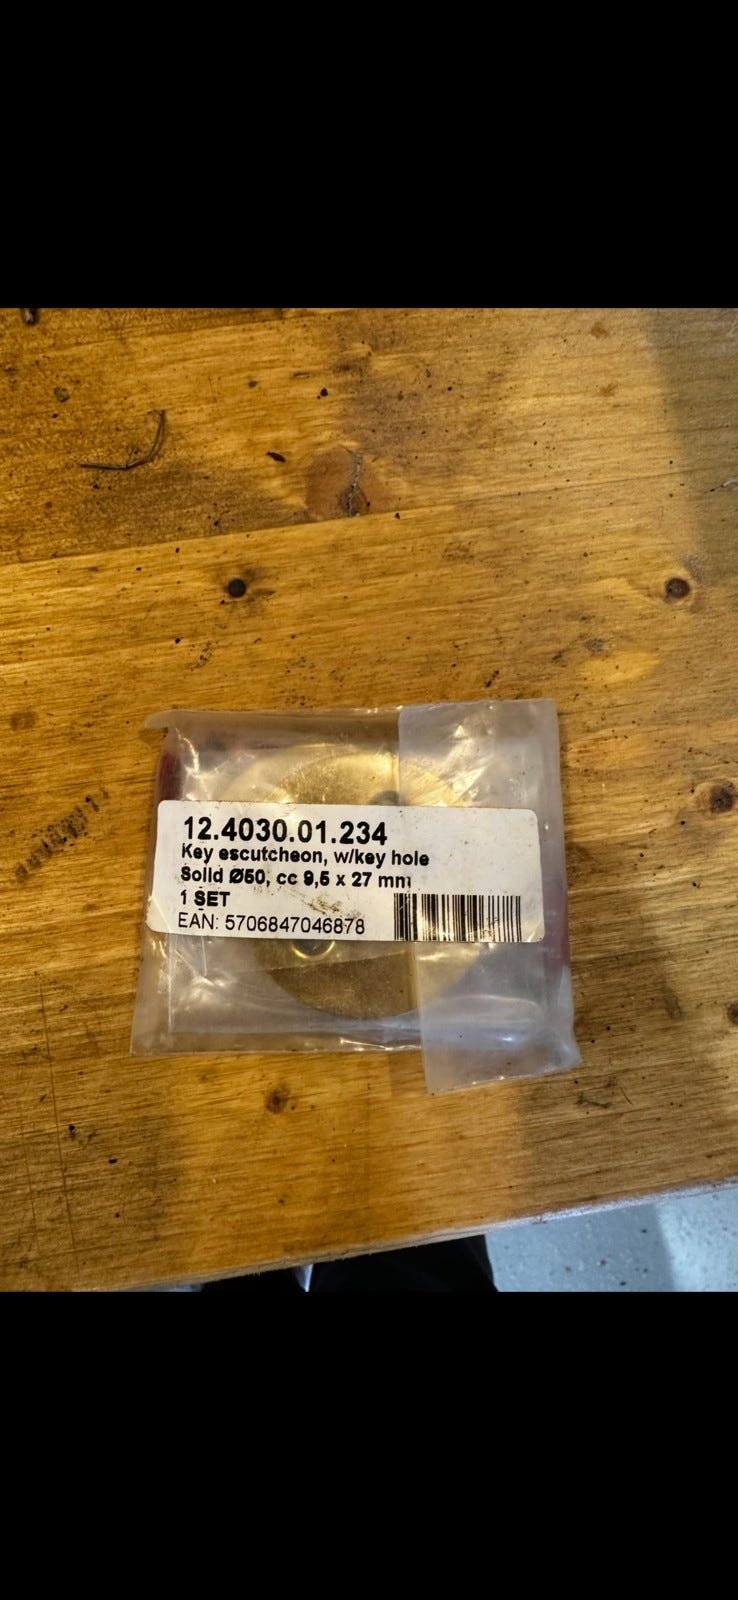 12.4030.01.234
Key escutcheon, w/key hole
Solid Ø50, cc 9,5 x 27 mm
1 SET
EAN: 5706847046878